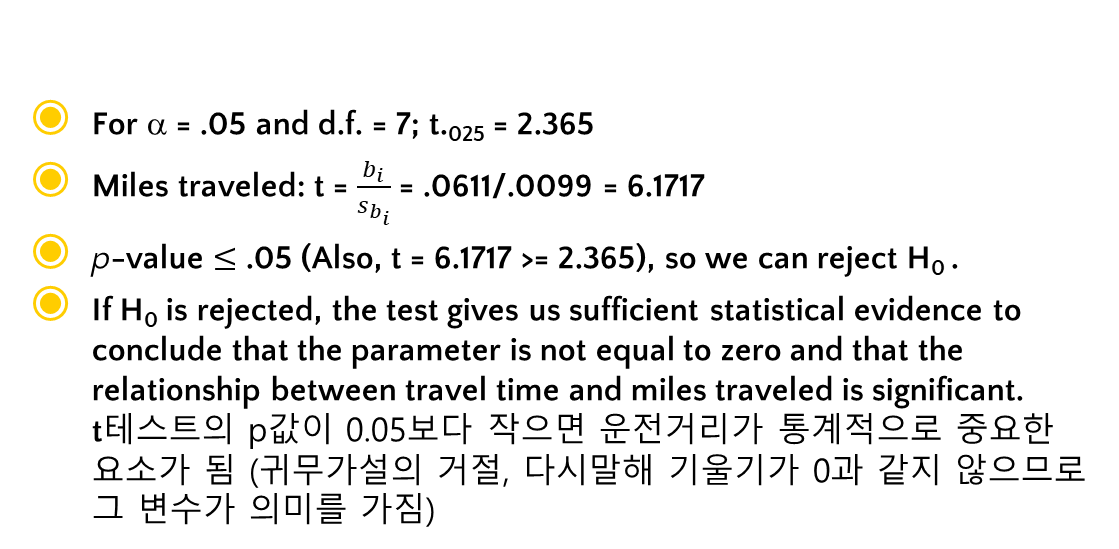 For α = .05 and d.f. = 7; t.₀₂₅ = 2.365
Miles traveled: t = bᵢ/s_bᵢ = .0611/.0099 = 6.1717
p-value ≤ .05 (Also, t = 6.1717 >= 2.365), so we can reject H₀ .
If H₀ is rejected, the test gives us sufficient statistical evidence to
conclude that the parameter is not equal to zero and that the
relationship between travel time and miles traveled is significant.
t테스트의 p값이 0.05보다 작으면 운전거리가 통계적으로 중요한
요소가 됨 (귀무가설의 거절, 다시말해 기울기가 0과 같지 않으므로
그 변수가 의미를 가짐)